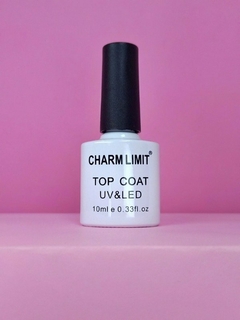 CHARM LIMIT®
TOP COAT
UV&LED
10ml e 0.33fl.oz